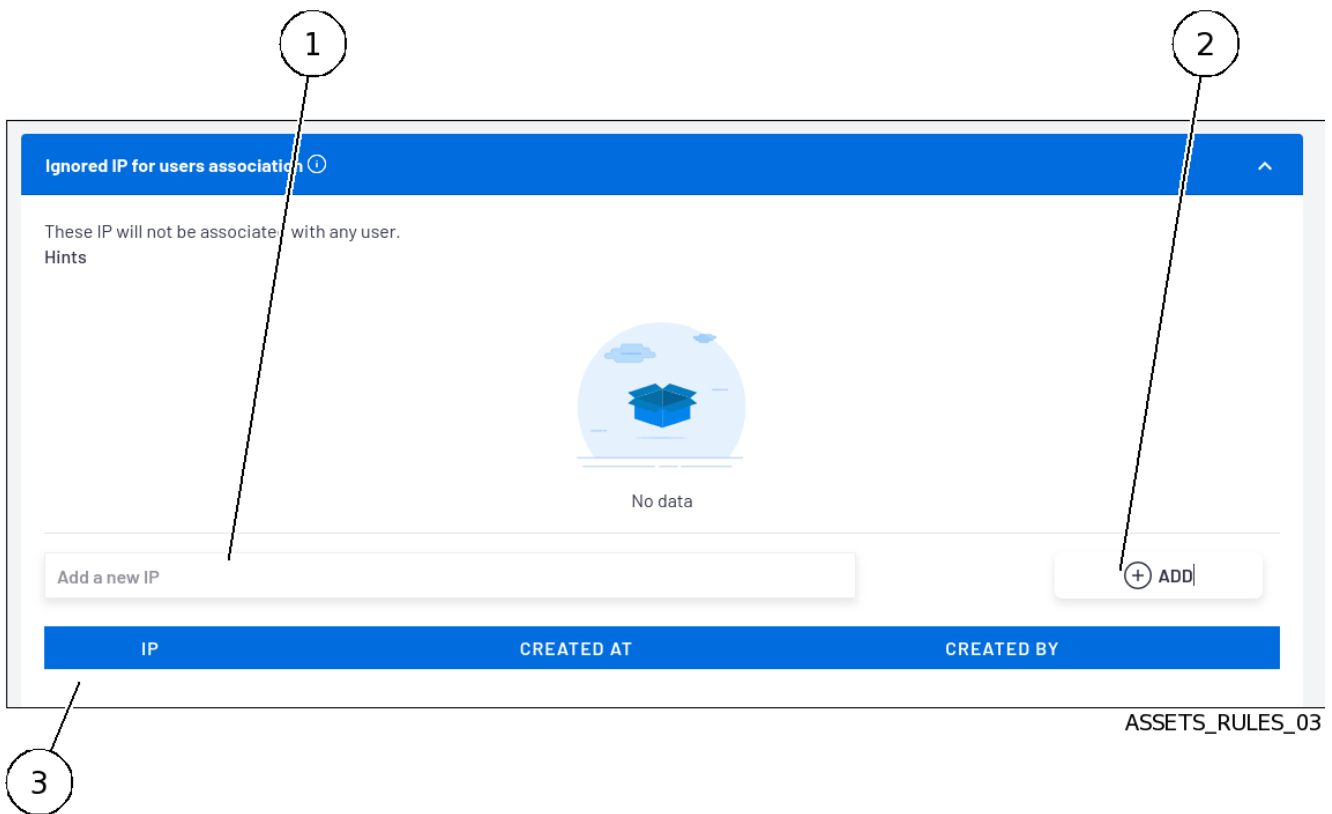 1
2
Ignored IP for users association
These IP will not be associated with any user.
Hints
No data
Add a new IP
ADD
IP CREATED AT CREATED BY
ASSETS_RULES_03
3